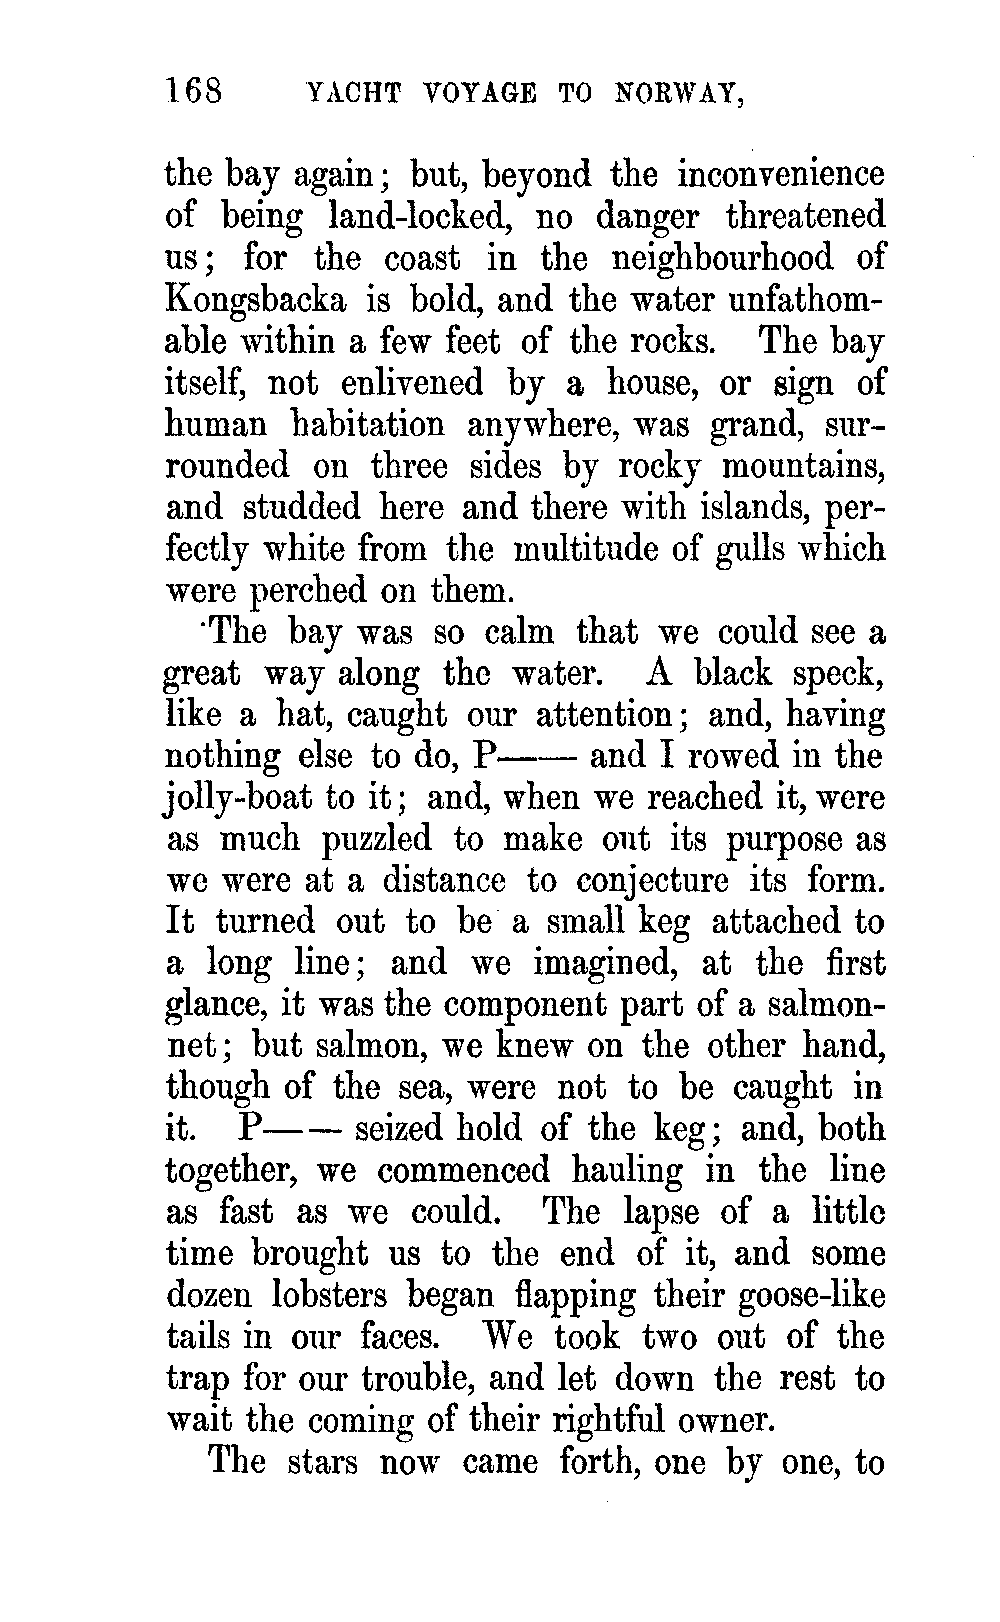 168 YACHT VOYAGE TO NORWAY,
the bay again; but, beyond the inconvenience
of being land-locked, no danger threatened
us; for the coast in the neighbourhood of
Kongsbacka is bold, and the water unfathom-
able within a few feet of the rocks. The bay
itself, not enlivened by a house, or sign of
human habitation anywhere, was grand, sur-
rounded on three sides by rocky mountains,
and studded here and there with islands, per-
fectly white from the multitude of gulls which
were perched on them.
The bay was so calm that we could see a
great way along the water. A black speck,
like a hat, caught our attention; and, having
nothing else to do, P—— and I rowed in the
jolly-boat to it; and, when we reached it, were
as much puzzled to make out its purpose as
we were at a distance to conjecture its form.
It turned out to be a small keg attached to
a long line; and we imagined, at the first
glance, it was the component part of a salmon-
net; but salmon, we knew on the other hand,
though of the sea, were not to be caught in
it. P—— seized hold of the keg; and, both
together, we commenced hauling in the line
as fast as we could. The lapse of a little
time brought us to the end of it, and some
dozen lobsters began flapping their goose-like
tails in our faces. We took two out of the
trap for our trouble, and let down the rest to
wait the coming of their rightful owner.
The stars now came forth, one by one, to